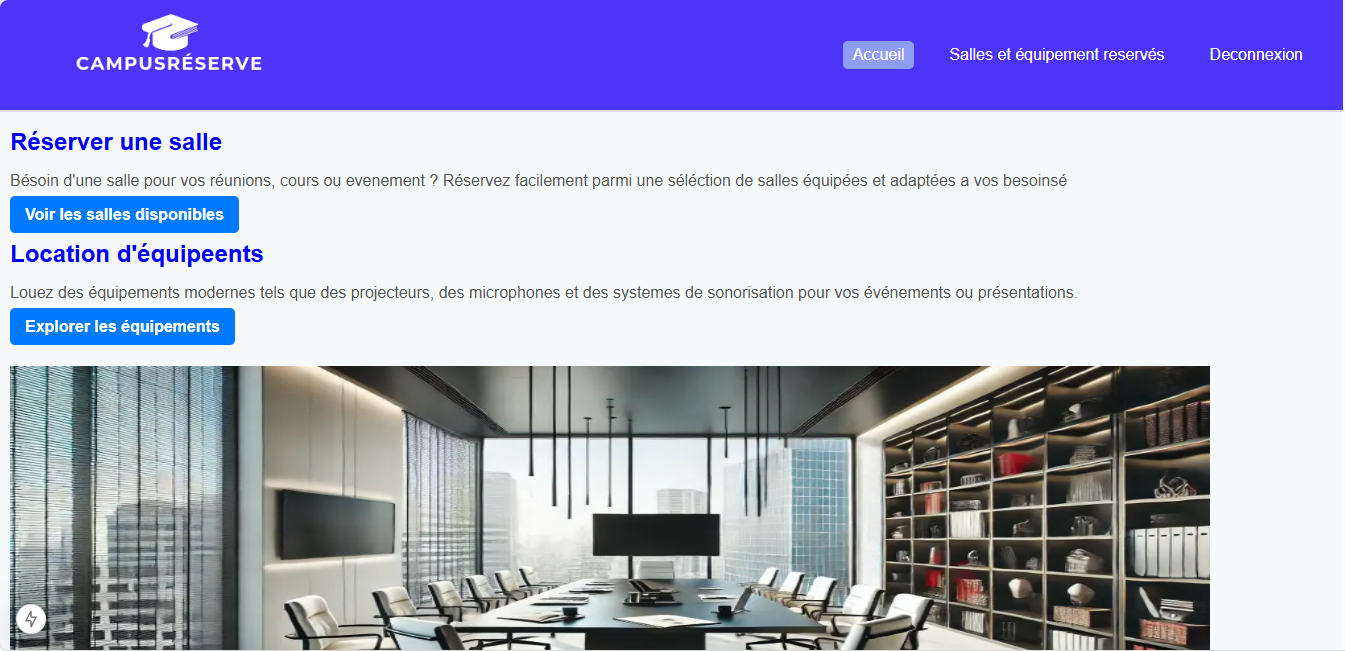 CAMPUSRÉSERVE
Accueil
Salles et équipement reservés
Deconnexion
Réserver une salle
Bésoin d'une salle pour vos réunions, cours ou evenement ? Réservez facilement parmi une séléction de salles équipées et adaptées a vos besoinsé
Voir les salles disponibles
Location d'équipeents
Louez des équipements modernes tels que des projecteurs, des microphones et des systemes de sonorisation pour vos événements ou présentations.
Explorer les équipements